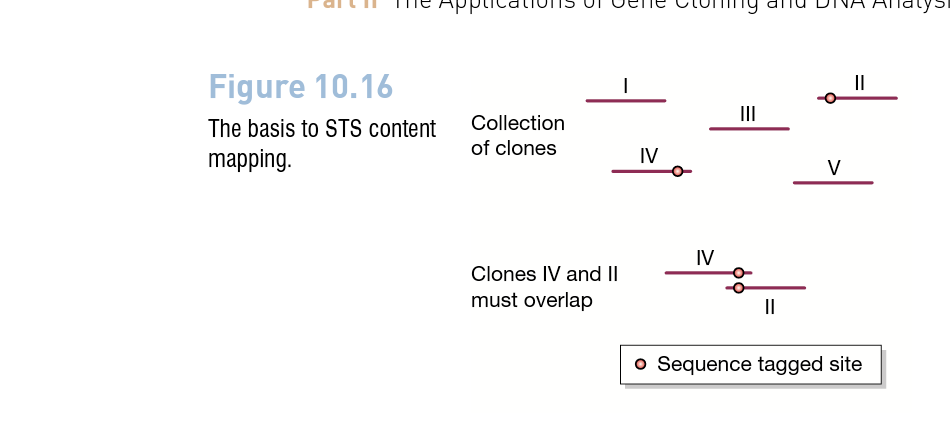 Part II The Applications of Gene Cloning and DNA Analysis
Figure 10.16
The basis to STS content
mapping.
Collection
of clones
I
II
III
IV
V
Clones IV and II
must overlap
IV
II
Sequence tagged site